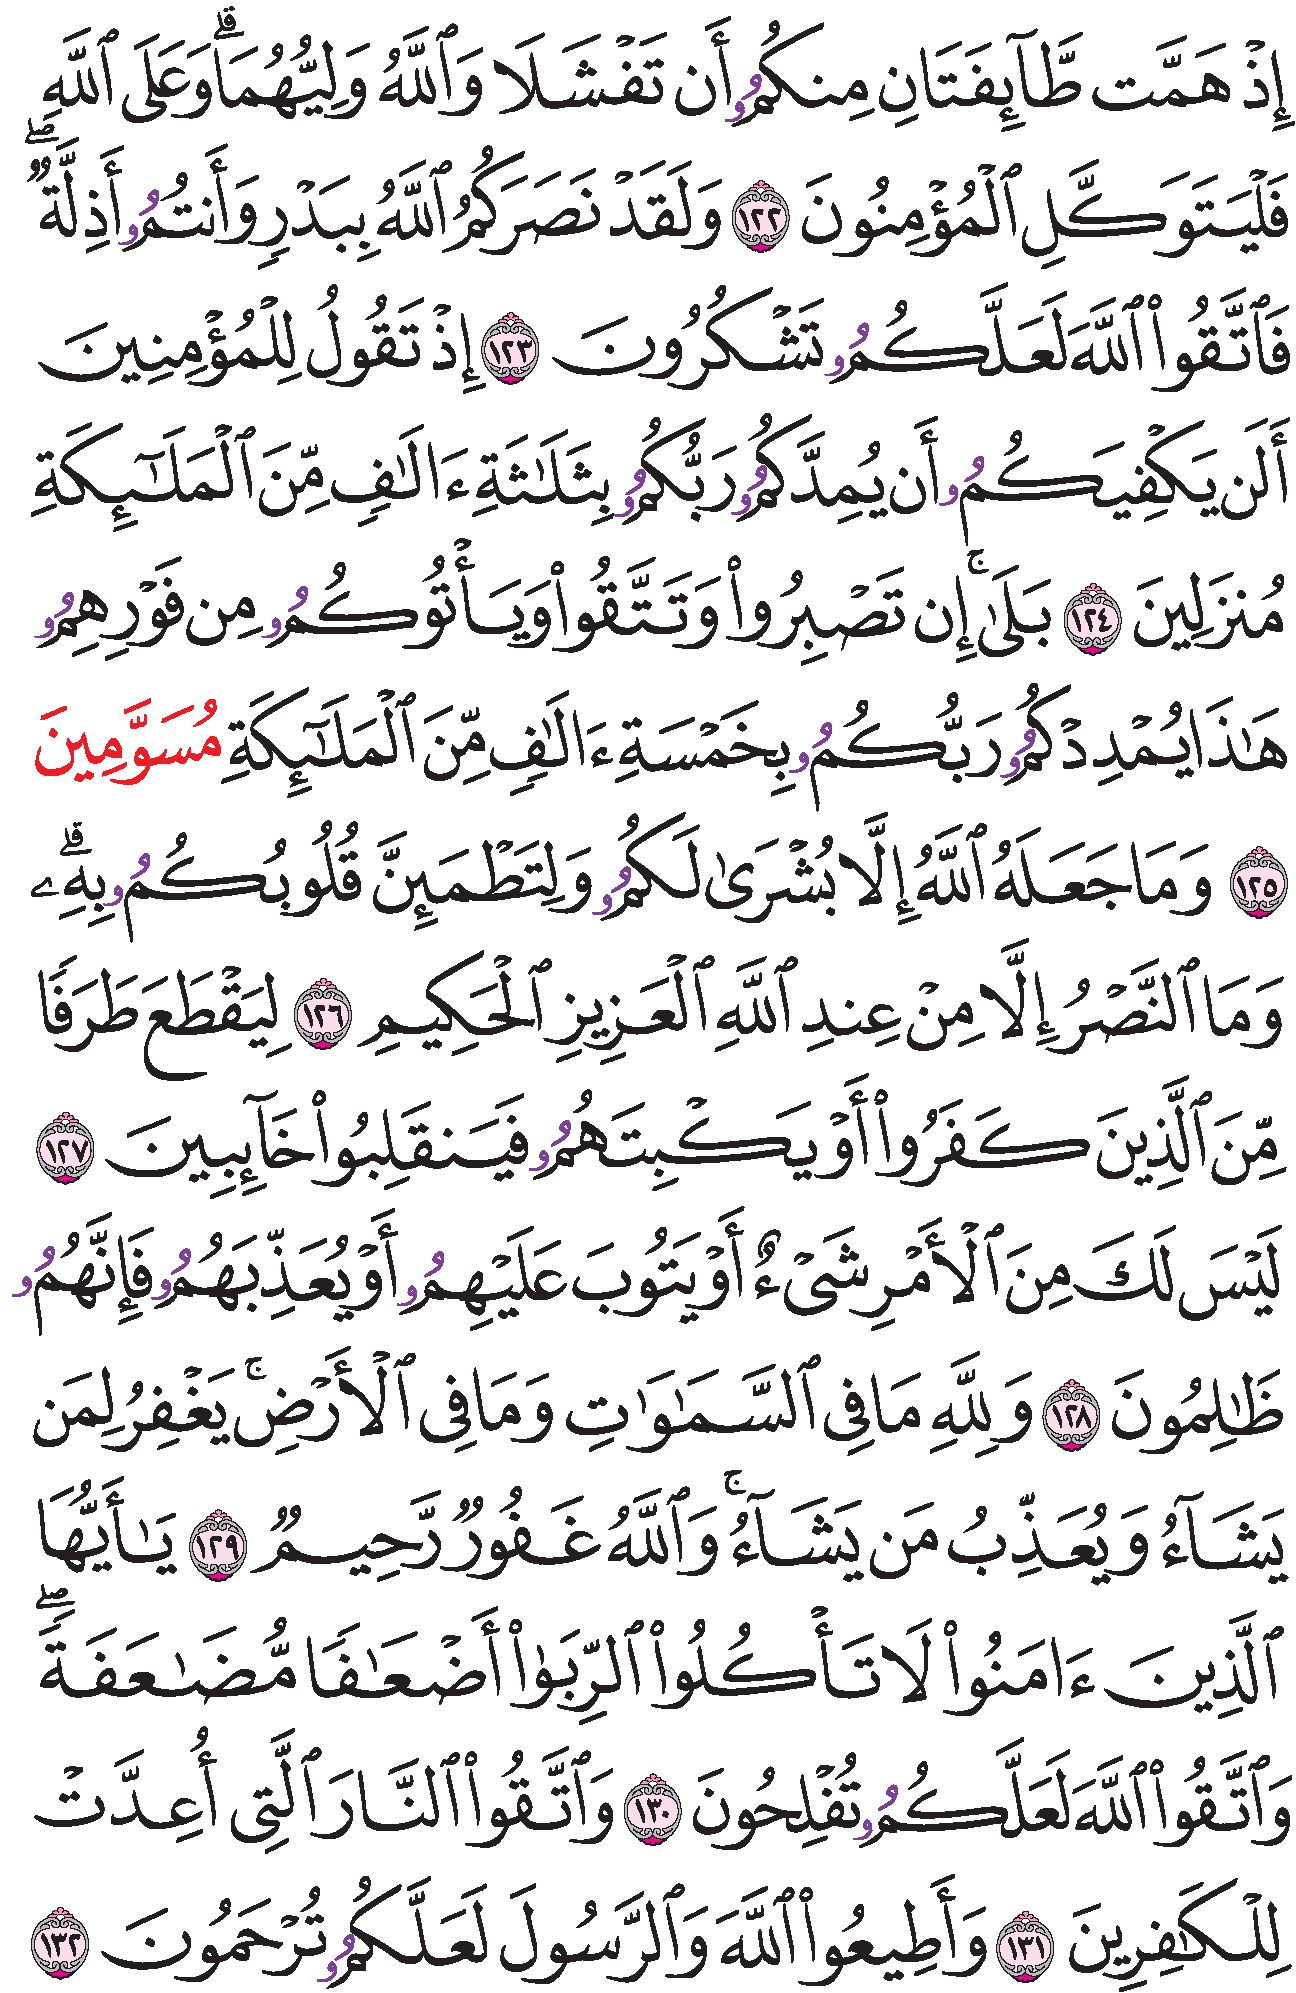 إِذۡ هَمَّت طَّآئِفَتَانِ مِنكُمُۥ أَن تَفۡشَلَا وَٱللَّهُ وَلِيُّهُمَاۗ وَعَلَى ٱللَّهِ
فَلۡيَتَوَكَّلِ ٱلۡمُؤۡمِنُونَ ١٢٢ وَلَقَدۡ نَصَرَكُمُ ٱللَّهُ بِبَدۡرٖ وَأَنتُمُۥ أَذِلَّةٞۖ
فَٱتَّقُواْ ٱللَّهَ لَعَلَّكُمُۥ تَشۡكُرُونَ ١٢٣ إِذۡ تَقُولُ لِلۡمُؤۡمِنِينَ
أَلَن يَكۡفِيَكُمُۥ أَن يُمِدَّكُمُۥ رَبُّكُمُۥ بِثَلَٰثَةِ ءَالَٰفٖ مِّنَ ٱلۡمَلَٰٓئِكَةِ
مُنزَلِينَ ١٢٤ بَلَىٰٓۚ إِن تَصۡبِرُواْ وَتَتَّقُواْ وَيَأۡتُوكُمُۥ مِن فَوۡرِهِمُۥ
هَٰذَا يُمۡدِدۡكُمُۥ رَبُّكُمُۥ بِخَمۡسَةِ ءَالَٰفٖ مِّنَ ٱلۡمَلَٰٓئِكَةِ مُسَوَّمِينَ
١٢٥ وَمَا جَعَلَهُ ٱللَّهُ إِلَّا بُشۡرَىٰ لَكُمُۥ وَلِتَطۡمَئِنَّ قُلُوبُكُمُۥ بِهِۦۗ
وَمَا ٱلنَّصۡرُ إِلَّا مِنۡ عِندِ ٱللَّهِ ٱلۡعَزِيزِ ٱلۡحَكِيمِ ١٢٦ لِيَقۡطَعَ طَرَفٗا
مِّنَ ٱلَّذِينَ كَفَرُواْ أَوۡ يَكۡبِتَهُمُۥ فَيَنقَلِبُواْ خَآئِبِينَ ١٢٧
لَيۡسَ لَكَ مِنَ ٱلۡأَمۡرِ شَيۡءٌ أَوۡ يَتُوبَ عَلَيۡهِمُۥ أَوۡ يُعَذِّبَهُمُۥ فَإِنَّهُمُۥ
ظَٰلِمُونَ ١٢٨ وَلِلَّهِ مَا فِي ٱلسَّمَٰوَٰتِ وَمَا فِي ٱلۡأَرۡضِۚ يَغۡفِرُ لِمَن
يَشَآءُ وَيُعَذِّبُ مَن يَشَآءُۚ وَٱللَّهُ غَفُورٞ رَّحِيمٞ ١٢٩ يَٰأَيُّهَا
ٱلَّذِينَ ءَامَنُواْ لَا تَأۡكُلُواْ ٱلرِّبَوٰاْ أَضۡعَٰفٗا مُّضَٰعَفَةٗۖ
وَٱتَّقُواْ ٱللَّهَ لَعَلَّكُمُۥ تُفۡلِحُونَ ١٣٠ وَٱتَّقُواْ ٱلنَّارَ ٱلَّتِي أُعِدَّتۡ
لِلۡكَٰفِرِينَ ١٣١ وَأَطِيعُواْ ٱللَّهَ وَٱلرَّسُولَ لَعَلَّكُمُۥ تُرۡحَمُونَ ١٣٢